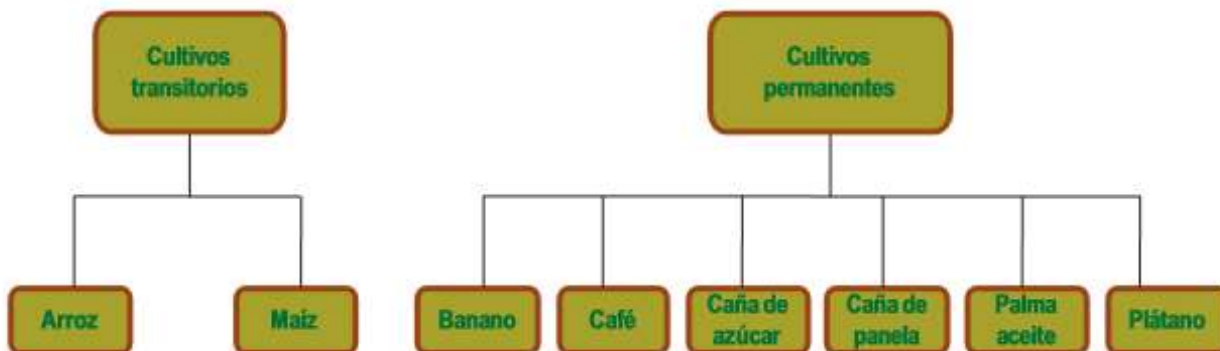 Cultivos
transitorios
Cultivos
permanentes
Arroz
Maíz
Banano
Café
Caña de
azúcar
Caña de
panela
Palma
aceite
Plátano